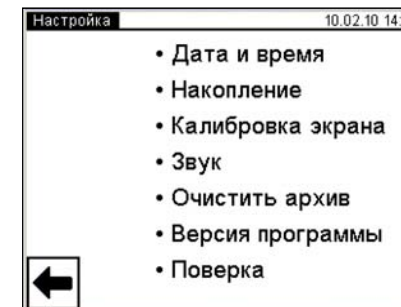 Настройка 10.02.10 14:
• Дата и время
• Накопление
• Калибровка экрана
• Звук
• Очистить архив
• Версия программы
• Поверка